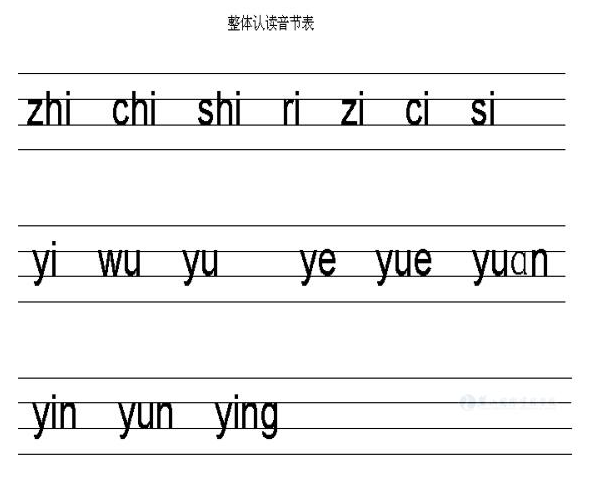 整体认读音节表
zhi chi shi ri zi ci si
yi wu yu ye yue yuɑn
yin yun ying